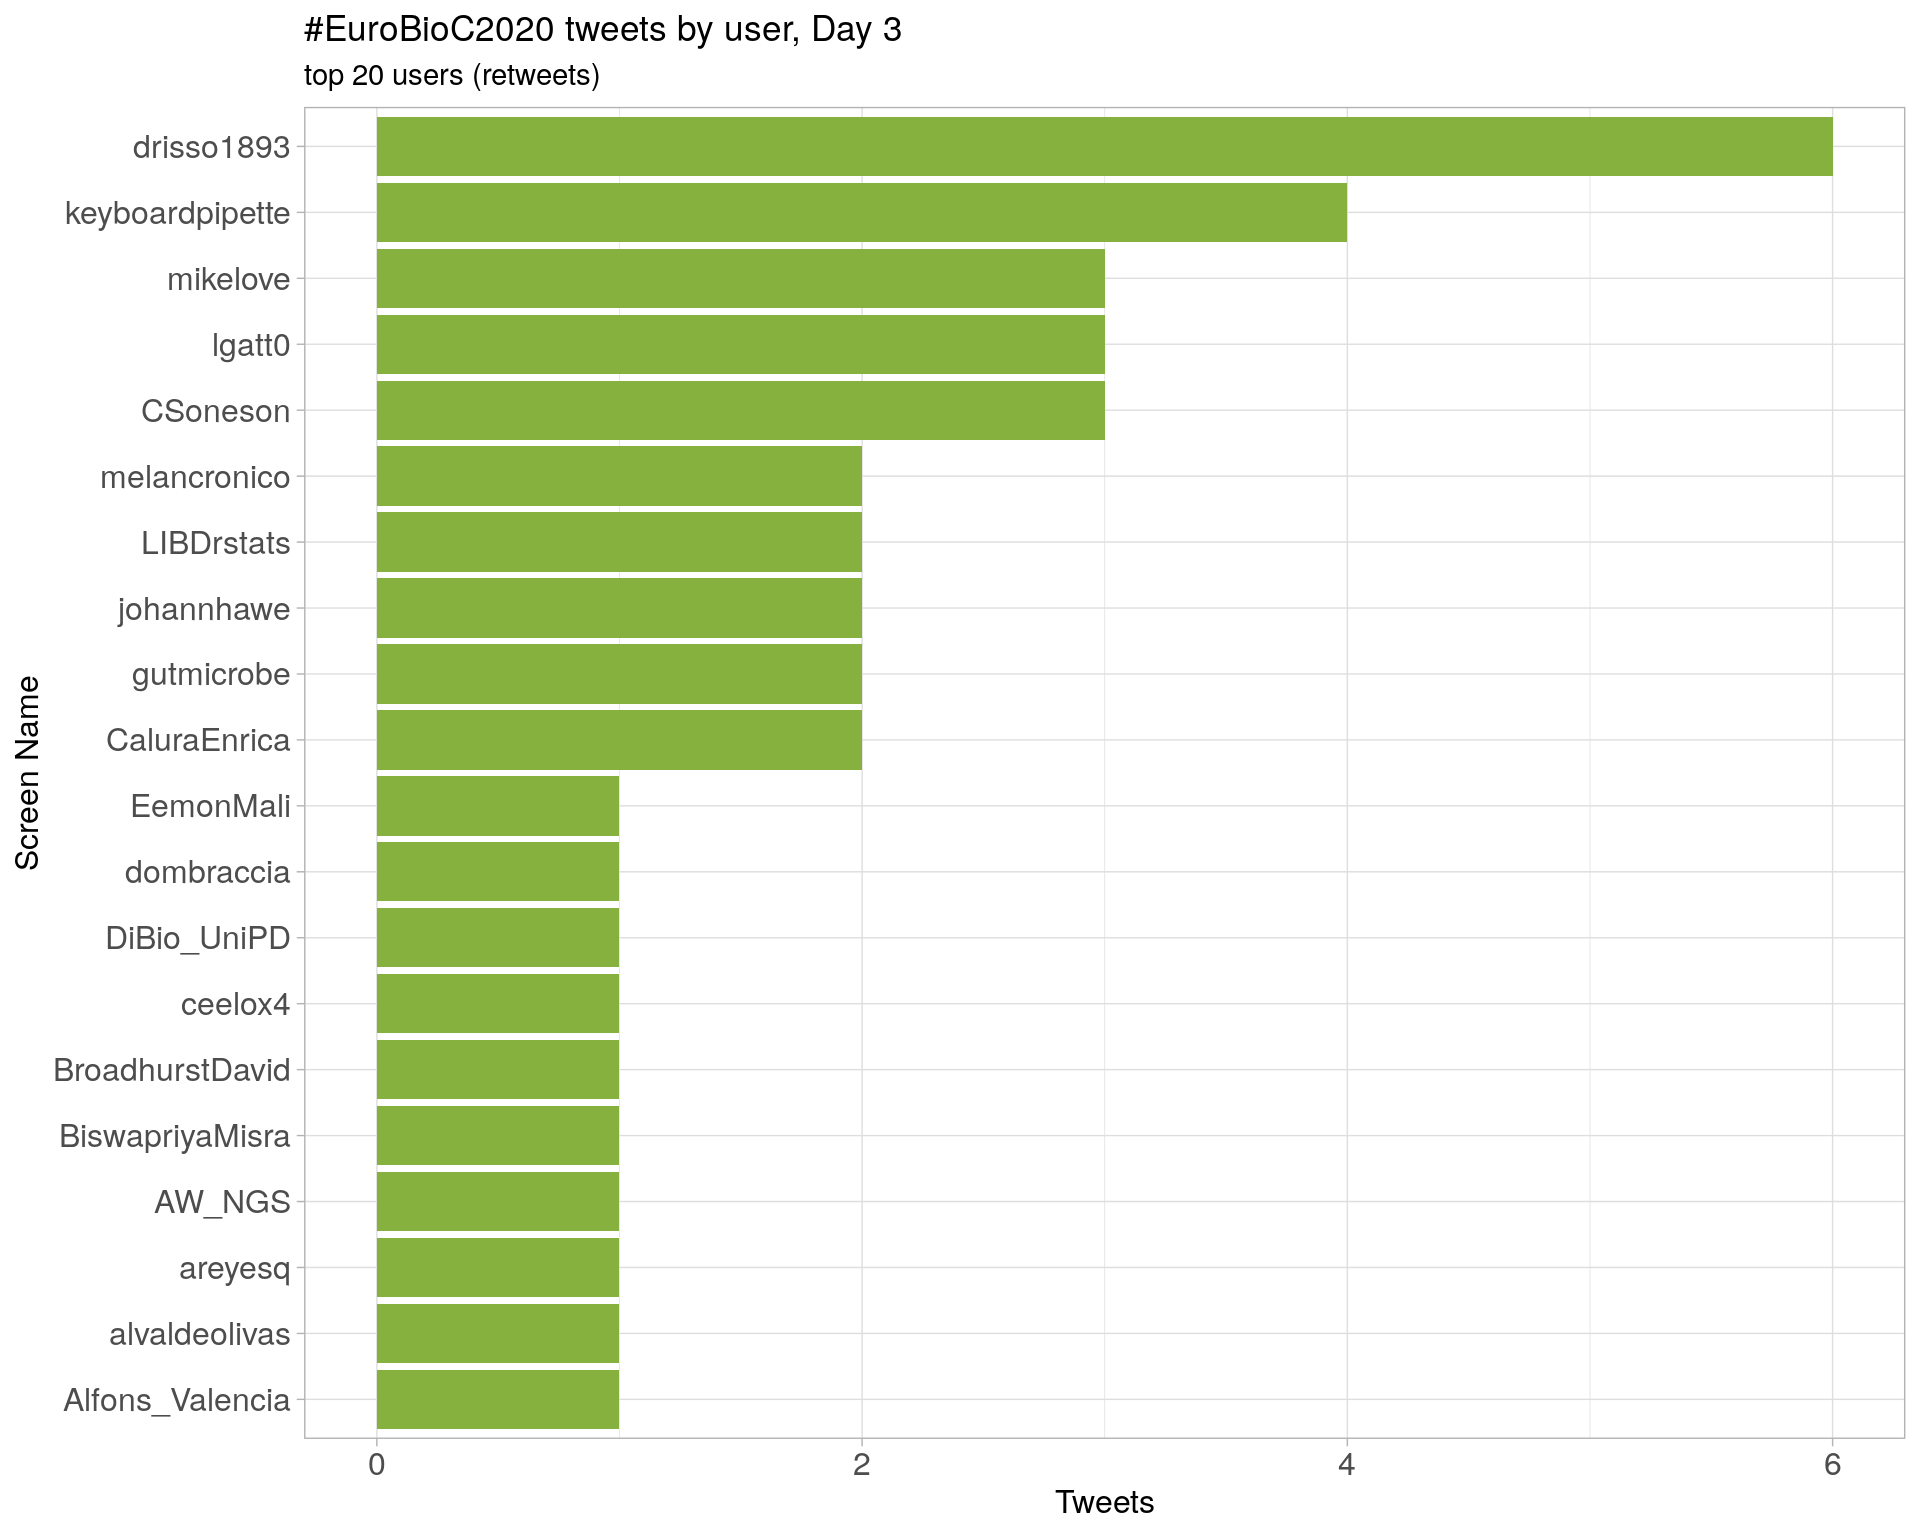 #EuroBioC2020 tweets by user, Day 3
top 20 users (retweets)
Screen Name
drisso1893
keyboardpipette
mikelove
lgatt0
CSoneson
melancronico
LIBDrstats
johannhawe
gutmicrobe
CaluraEnrica
EemonMali
dombraccia
DiBio_UniPD
ceelox4
BroadhurstDavid
BiswapriyaMisra
AW_NGS
areyesq
alvaldeolivas
Alfons_Valencia
0 2 4 6
Tweets